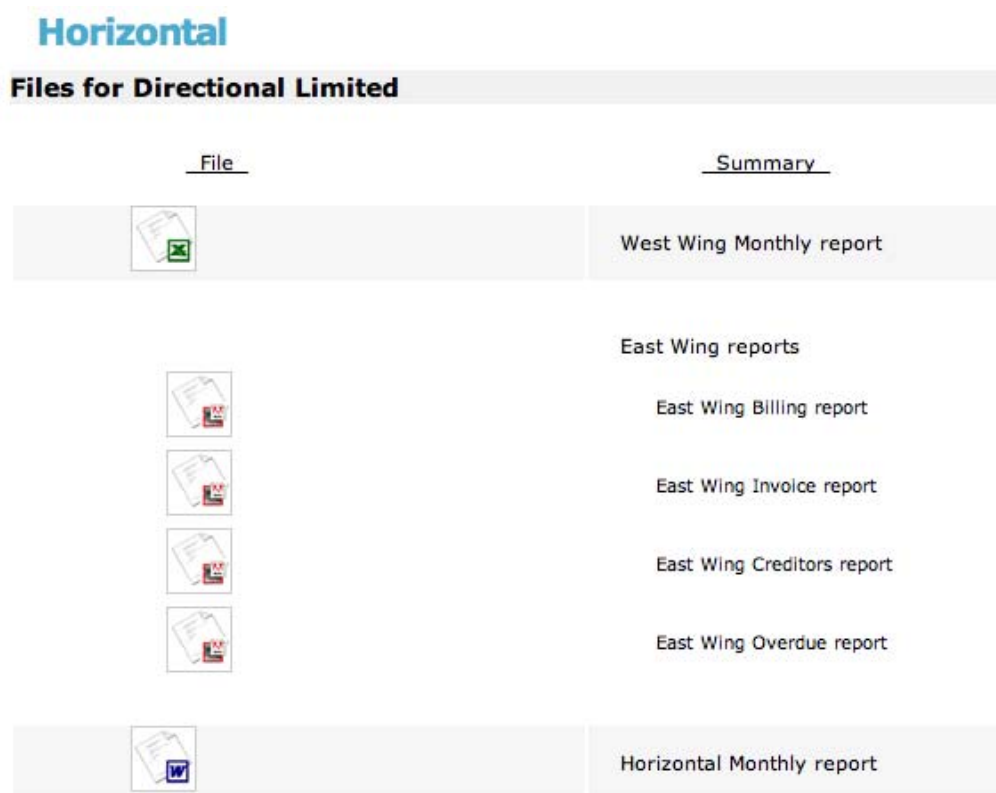 Horizontal
Files for Directional Limited
File Summary
West Wing Monthly report
East Wing reports
East Wing Billing report
East Wing Invoice report
East Wing Creditors report
East Wing Overdue report
W Horizontal Monthly report